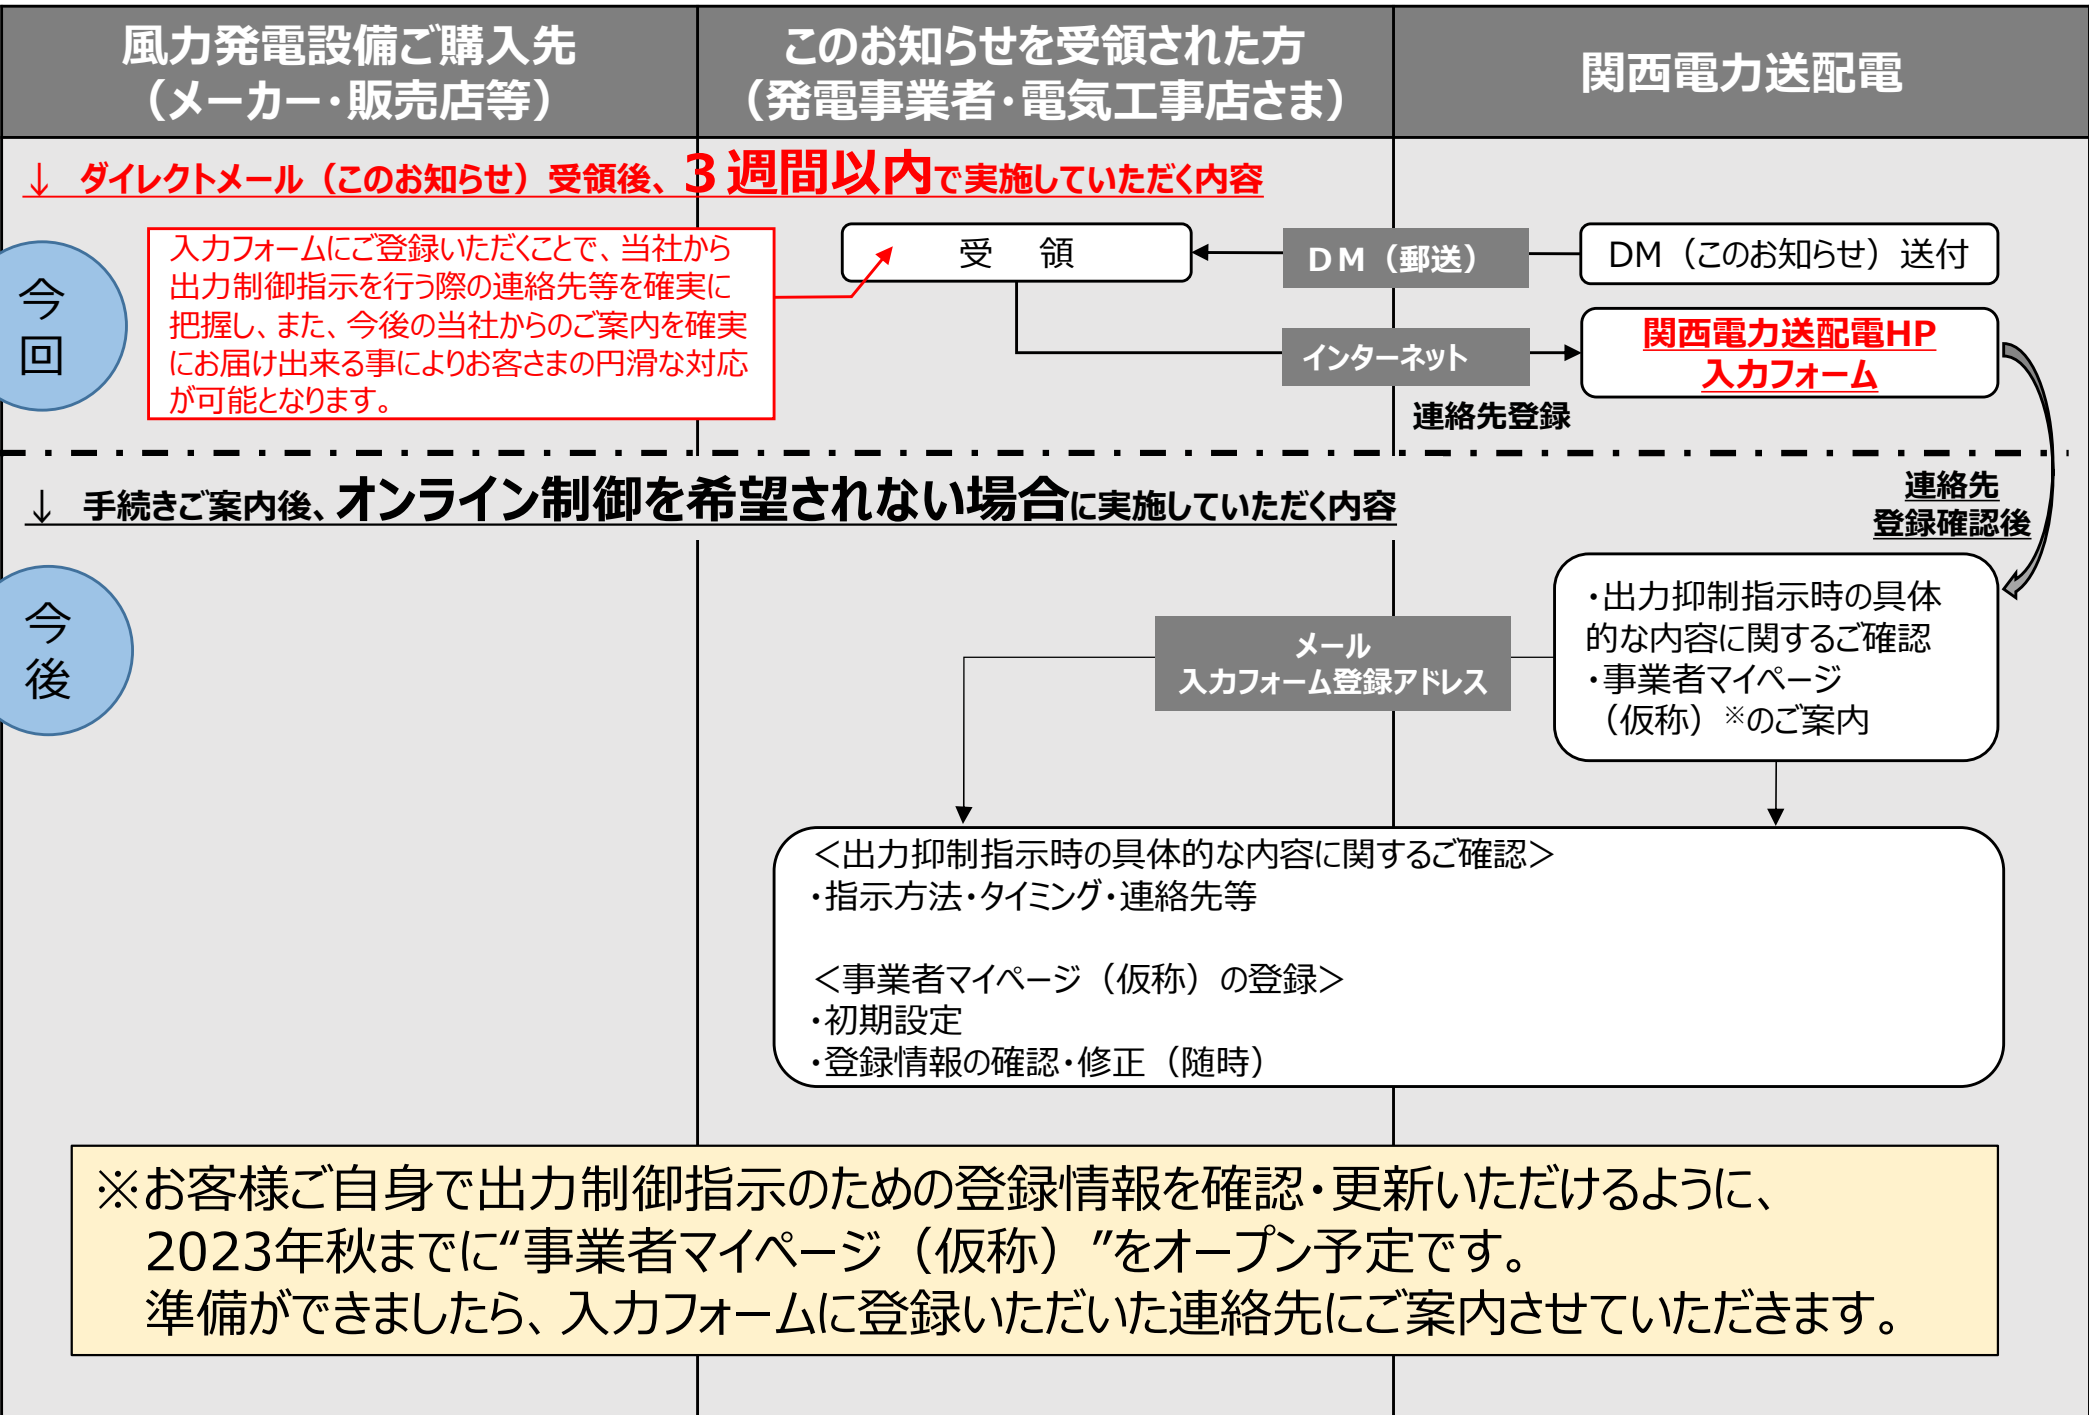 風力発電設備ご購入先
（メーカー・販売店等）
このお知らせを受領された方
（発電事業者・電気工事店さま）
関西電力送配電
↓　ダイレクトメール（このお知らせ）受領後、３週間以内で実施していただく内容
今
回
入力フォームにご登録いただくことで、当社から
出力制御指示を行う際の連絡先等を確実に
把握し、また、今後の当社からのご案内を確実
にお届け出来る事によりお客さまの円滑な対応
が可能となります。
受　領
ＤＭ（郵送）
DM（このお知らせ）送付
インターネット
関西電力送配電HP
入力フォーム
連絡先登録
↓　手続きご案内後、オンライン制御を希望されない場合に実施していただく内容
連絡先
登録確認後
今
後
メール
入力フォーム登録アドレス
・出力抑制指示時の具体
的な内容に関するご確認
・事業者マイページ
（仮称）※のご案内
＜出力抑制指示時の具体的な内容に関するご確認＞
・指示方法・タイミング・連絡先等
＜事業者マイページ（仮称）の登録＞
・初期設定
・登録情報の確認・修正（随時）
※お客様ご自身で出力制御指示のための登録情報を確認・更新いただけるように、
2023年秋までに“事業者マイページ（仮称）”をオープン予定です。
準備ができましたら、入力フォームに登録いただいた連絡先にご案内させていただきます。